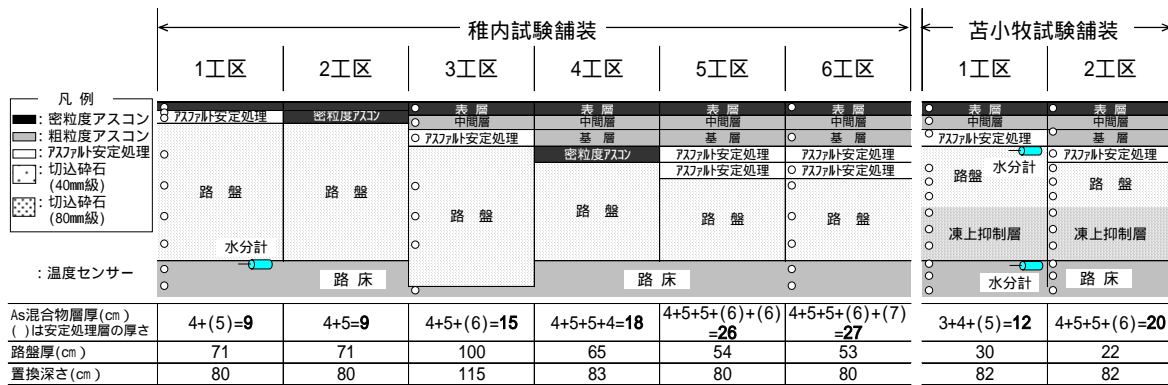 稚内試験舗装 苫小牧試験舗装
1工区 2工区 3工区 4工区 5工区 6工区 1工区 2工区
凡 例
: 密粒度アスコン
: 粗粒度アスコン
: アスファルト安定処理
: 切込砕石
(40mm級)
: 切込砕石
(80mm級)
: 温度センサー
アスファルト安定処理
路 盤
水分計
密粒度アスコン
路 盤
路 床
表 層
中間層
アスファルト安定処理
路 盤
表 層
中間層
基 層
密粒度アスコン
路 盤
路 床
表 層
中間層
基 層
アスファルト安定処理
アスファルト安定処理
路 盤
表 層
中間層
基 層
アスファルト安定処理
アスファルト安定処理
路 盤
表 層
中間層
アスファルト安定処理
水分計
路盤
凍上抑制層
水分計
表 層
中間層
基 層
アスファルト安定処理
路 盤
凍上抑制層
路 床
As混合物層厚(cm)
( )は安定処理層の厚さ
4+(5)=9 4+5=9 4+5+(6)=15 4+5+5+4=18 4+5+5+(6)+(6)
=26 4+5+5+(6)+(7)
=27 3+4+(5)=12 4+5+5+(6)=20
路盤厚(cm) 71 71 100 65 54 53 30 22
置換深さ(cm) 80 80 115 83 80 80 82 82